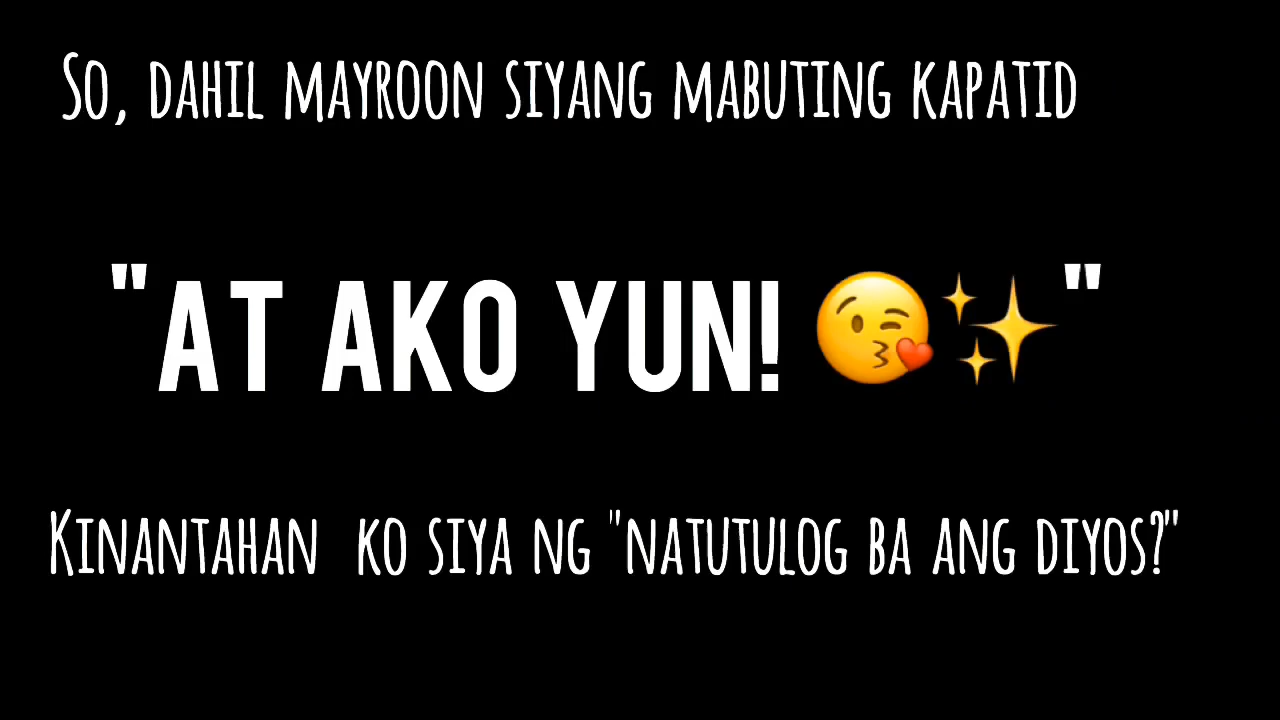 So, dahil mayroon siyang mabuting kapatid
"AT AKO YUN! 😘✨"
Kinantahan ko siya ng "natutulog ba ang diyos?"